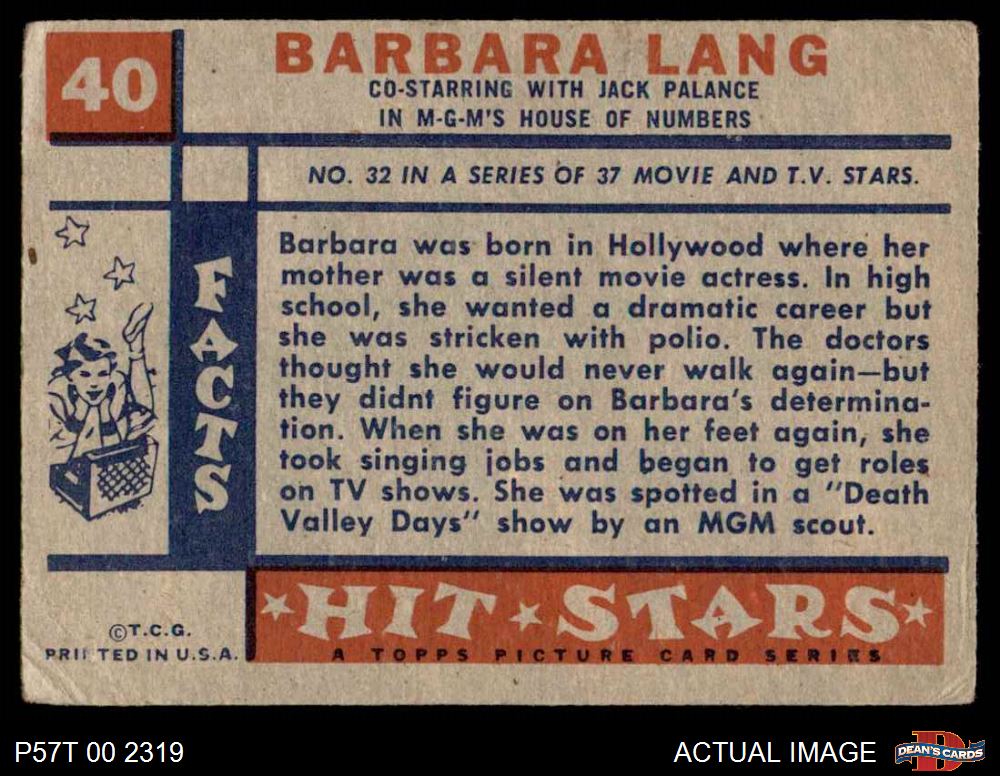 40
BARBARA LANG
CO-STARRING WITH JACK PALANCE
IN M-G-M'S HOUSE OF NUMBERS
NO. 32 IN A SERIES OF 37 MOVIE AND T.V. STARS.
FACTS
Barbara was born in Hollywood where her
mother was a silent movie actress. In high
school, she wanted a dramatic career but
she was stricken with polio. The doctors
thought she would never walk again—but
they didnt figure on Barbara's determina-
tion. When she was on her feet again, she
took singing jobs and began to get roles
on TV shows. She was spotted in a "Death
Valley Days" show by an MGM scout.
©T.C.G.
PRINTED IN U.S.A.
HIT STARS
A TOPPS PICTURE CARD SERIES
P57T 00 2319
ACTUAL IMAGE
DEAN'S CARDS